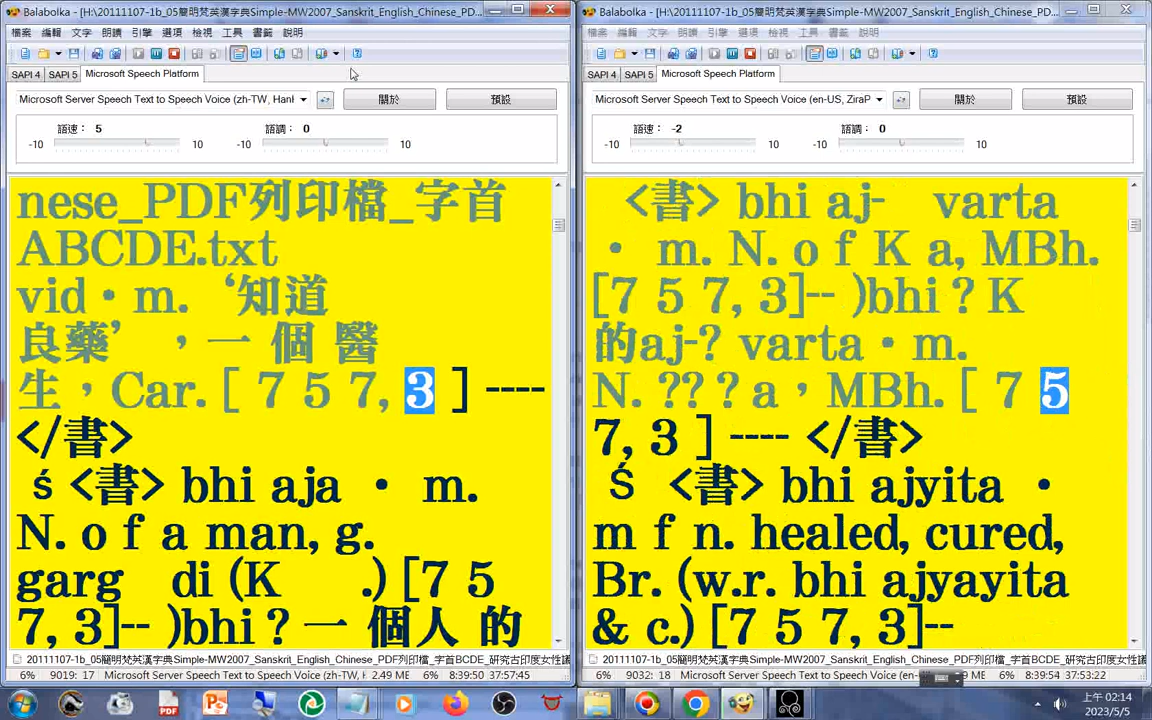 Balabolka - [H:\20111107-1b_05簡明梵英漢字典Simple-MW2007_Sanskrit_English_Chinese_PD...
檔案 編輯 文字 朗讀 引擎 選項 檢視 工具 書籤 說明
SAPI 4 SAPI 5 Microsoft Speech Platform
Microsoft Server Speech Text to Speech Voice (zh-TW, Hanl
關於 預設
語速： 5 語調： 0
-10 10 -10 10
nese_PDF列印檔_字首
ABCDE.txt
vid・m.‘知道
良藥’，一 個 醫
生，Car. [ 7 5 7, 3 ] ----
</書>
ś <書> bhi aja ・ m.
N. o f a man, g.
garg di (K .) [7 5
7, 3]-- )bhi ? 一 個人 的
20111107-1b_05簡明梵英漢字典Simple-MW2007_Sanskrit_English_Chinese_PDF列印檔_字首BCDE_研究古印度女性議
6% 9019: 17 Microsoft Server Speech Text to Speech Voice (zh-TW, H 2.49 MB 6% 8:39:50 37:57:45
Balabolka - [H:\20111107-1b_05簡明梵英漢字典Simple-MW2007_Sanskrit_English_Chinese_PD...
檔案 編輯 文字 朗讀 引擎 選項 檢視 工具 書籤 說明
SAPI 4 SAPI 5 Microsoft Speech Platform
Microsoft Server Speech Text to Speech Voice (en-US, ZiraP
關於 預設
語速： -2 語調： 0
-10 10 -10 10
<書> bhi aj- varta
・ m. N. o f K a, MBh.
[7 5 7, 3]-- )bhi ? K
的aj-? varta・m.
N. ?? ? a，MBh. [ 7 5
7, 3 ] ---- </書>
Ś <書> bhi ajyita ・
m f n. healed, cured,
Br. (w.r. bhi ajyayita
& c.) [7 5 7, 3]--
20111107-1b_05簡明梵英漢字典Simple-MW2007_Sanskrit_English_Chinese_PDF列印檔_字首BCDE_研究古印度女性議
6% 9032: 18 Microsoft Server Speech Text to Speech Voice (en-US, Zi 9 MB 6% 8:39:54 37:53:22
上午 02:14
2023/5/5